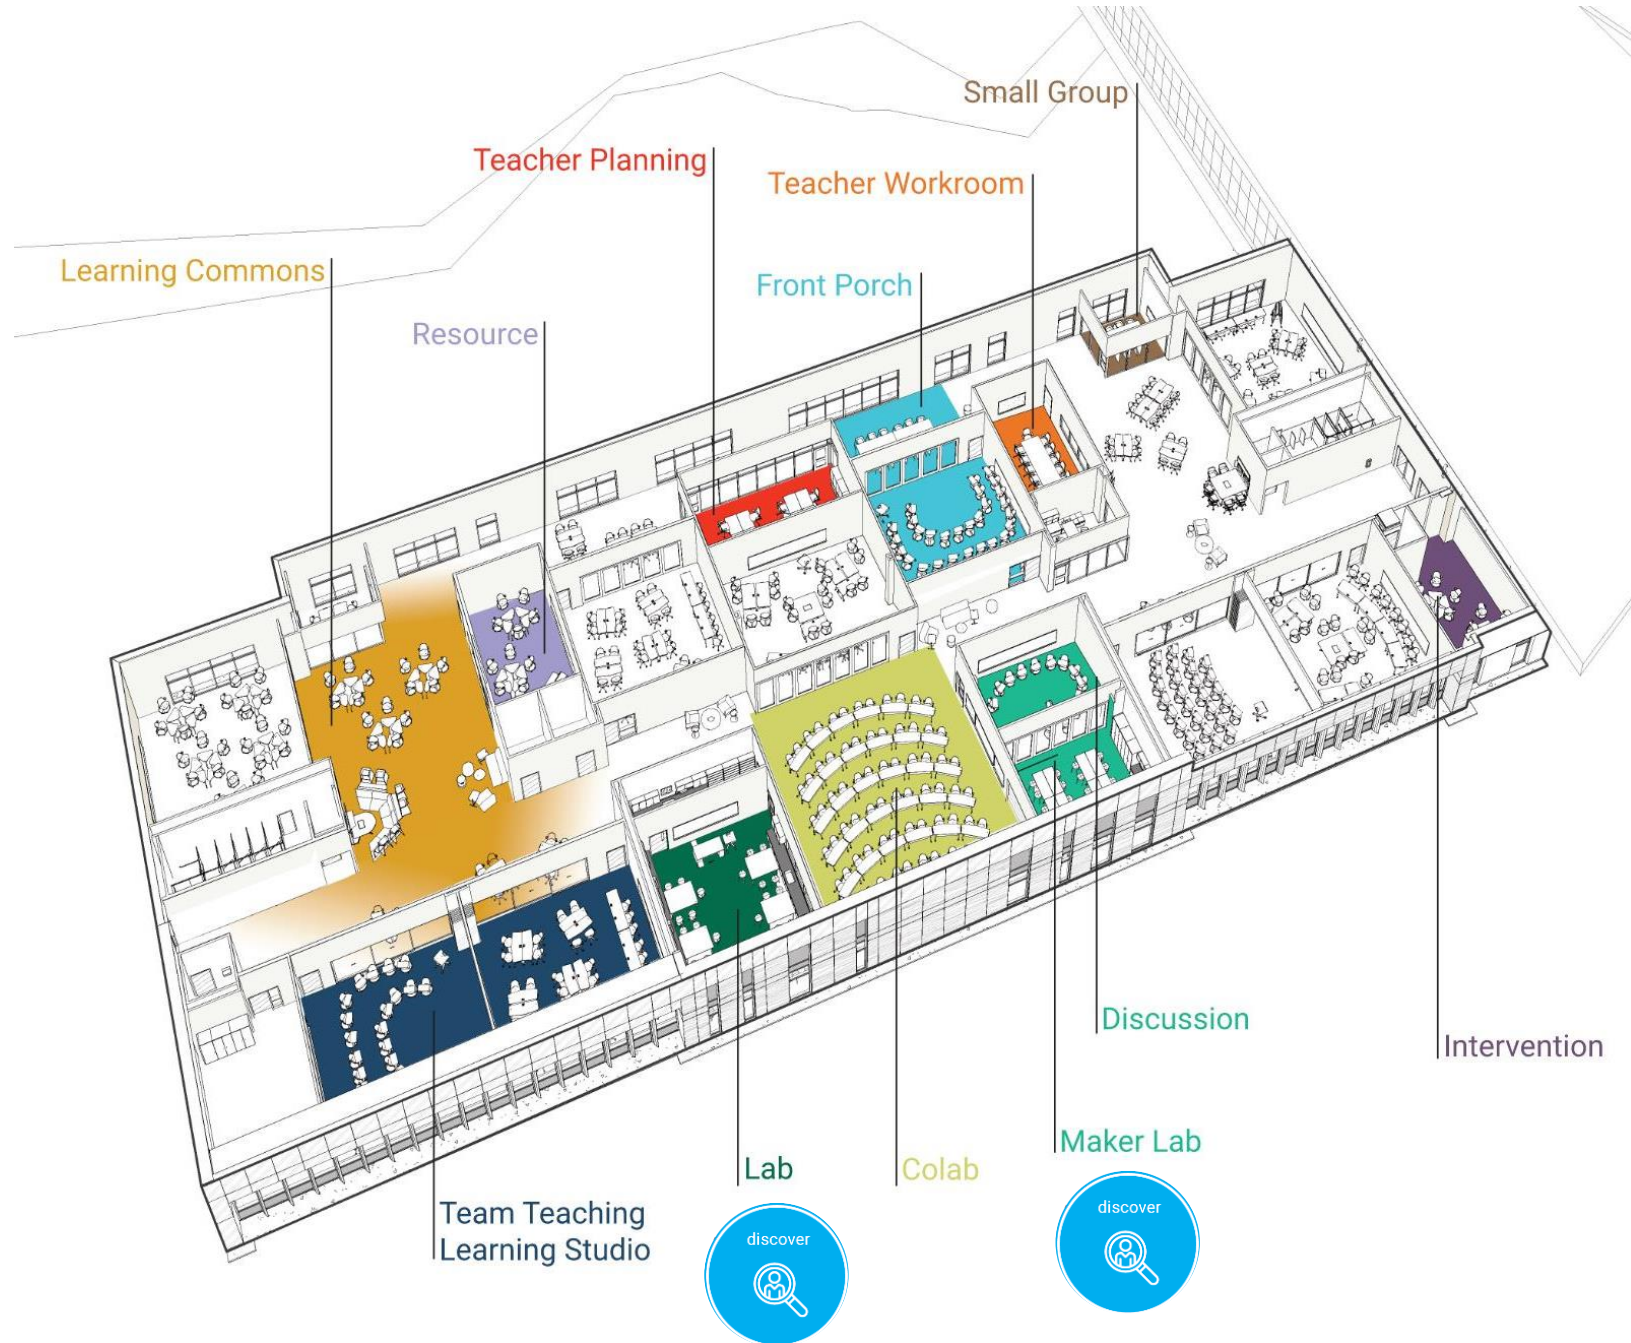 Small Group
Teacher Planning
Teacher Workroom
Learning Commons
Front Porch
Resource
Discussion
Intervention
Maker Lab
Lab
Colab
Team Teaching
Learning Studio
discover
discover